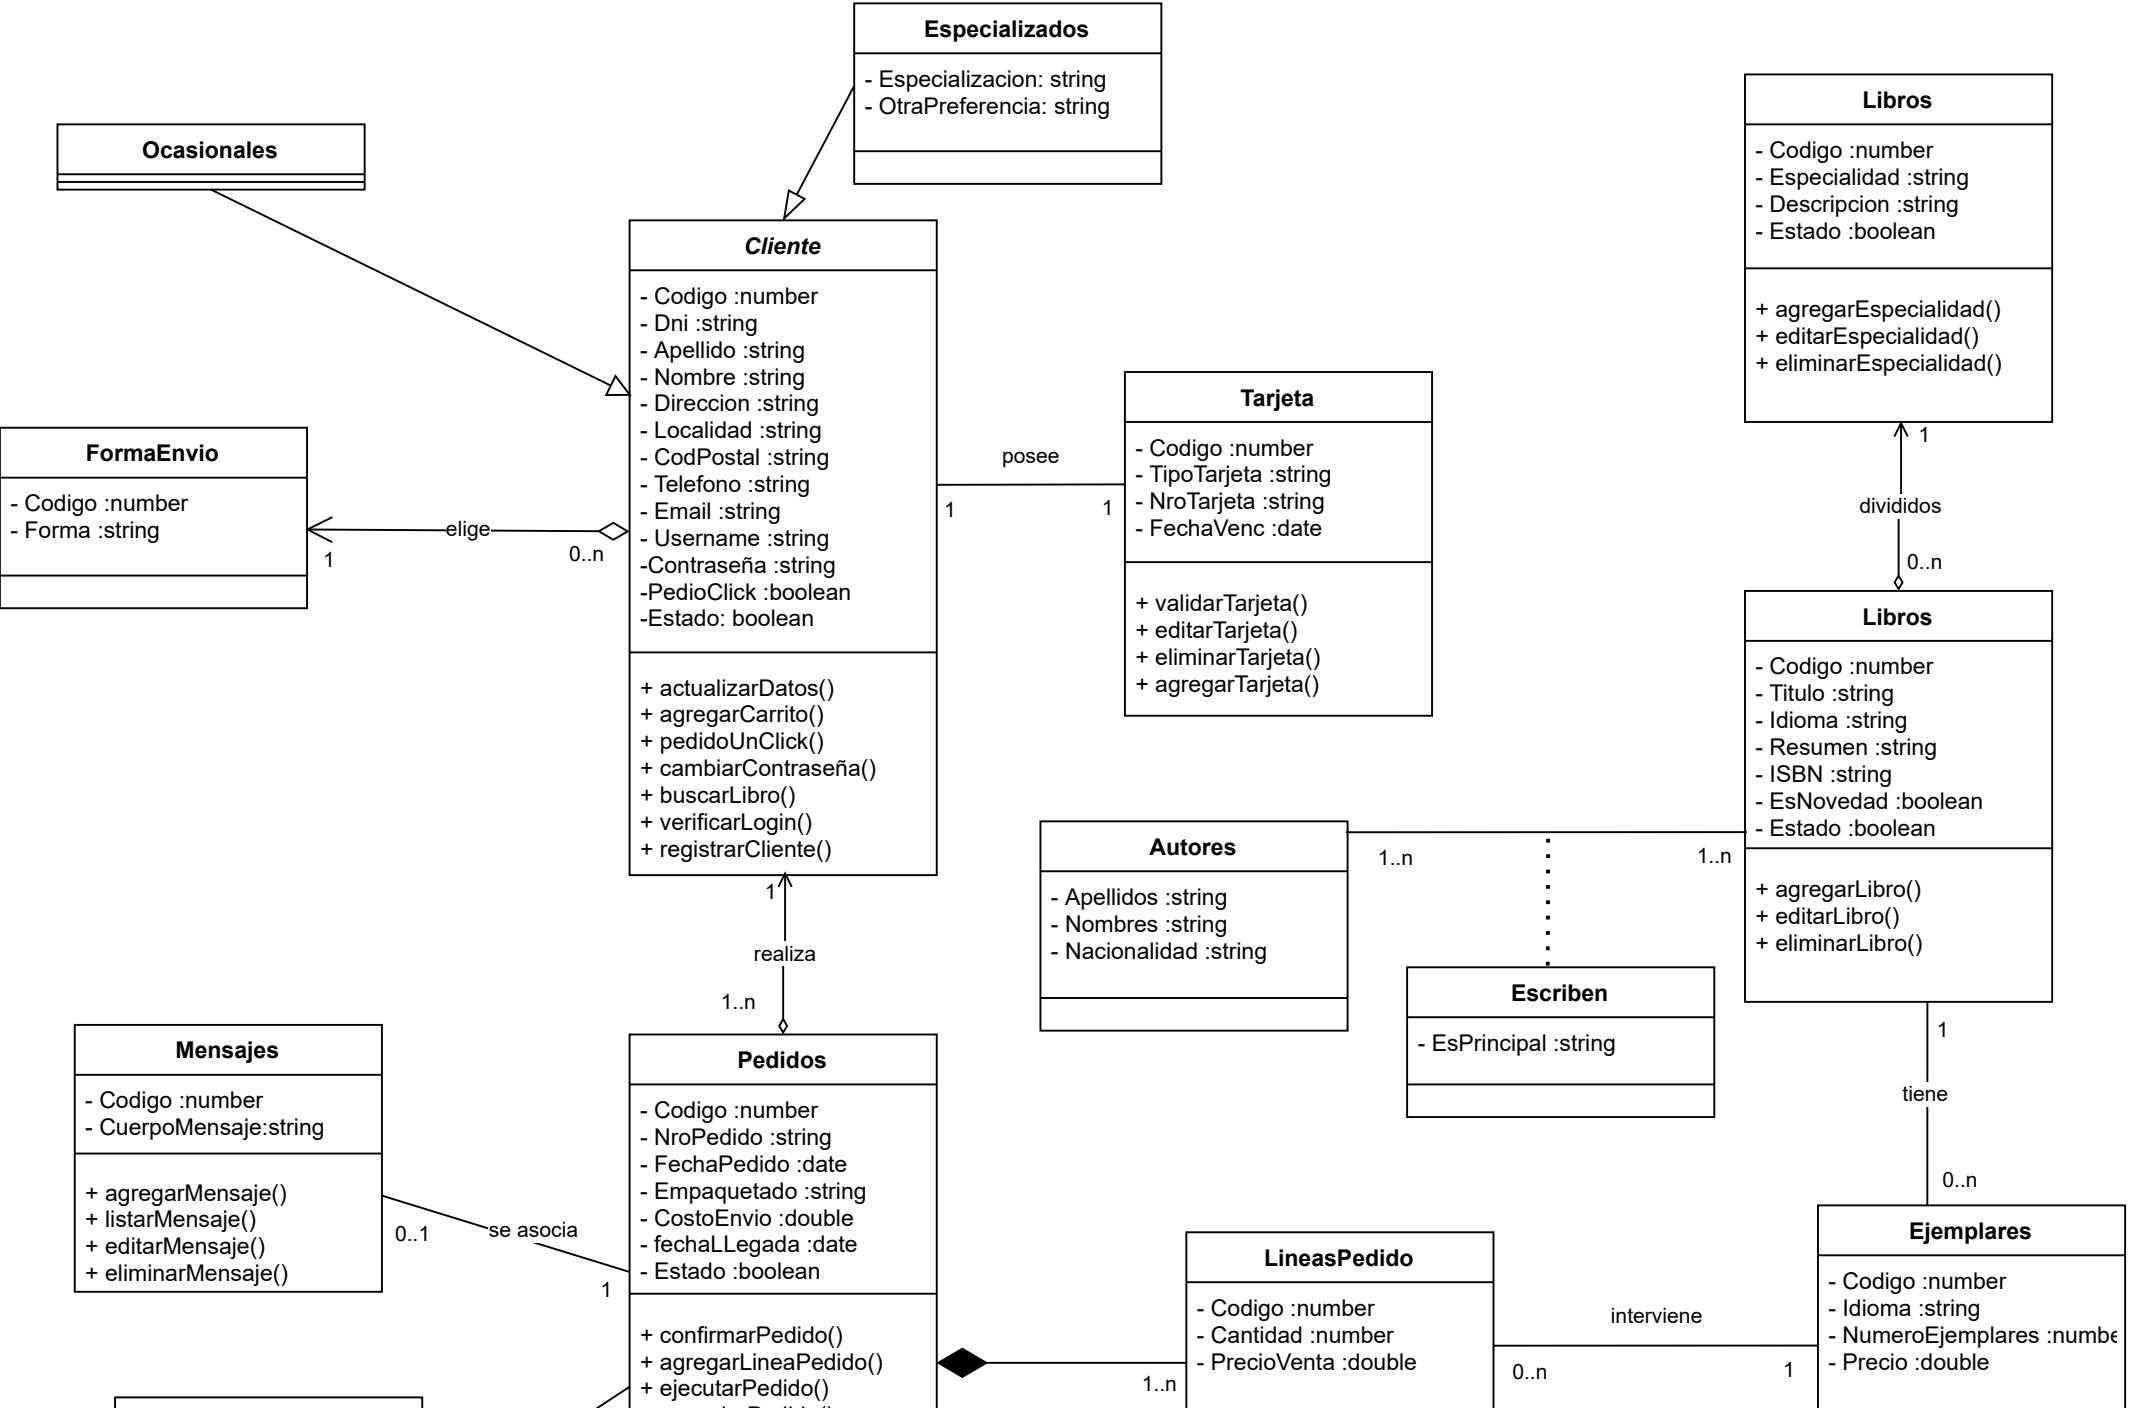 Especializados
- Especializacion: string
- OtraPreferencia: string
Ocasionales
Libros
- Codigo :number
- Especialidad :string
- Descripcion :string
- Estado :boolean
+ agregarEspecialidad()
+ editarEspecialidad()
+ eliminarEspecialidad()
Cliente
- Codigo :number
- Dni :string
- Apellido :string
- Nombre :string
- Direccion :string
- Localidad :string
- CodPostal :string
- Telefono :string
- Email :string
- Username :string
-Contraseña :string
-PedioClick :boolean
-Estado: boolean
+ actualizarDatos()
+ agregarCarrito()
+ pedidoUnClick()
+ cambiarContraseña()
+ buscarLibro()
+ verificarLogin()
+ registrarCliente()
FormaEnvio
- Codigo :number
- Forma :string
1
elige
0..n
posee
1
1
Tarjeta
- Codigo :number
- TipoTarjeta :string
- NroTarjeta :string
- FechaVenc :date
+ validarTarjeta()
+ editarTarjeta()
+ eliminarTarjeta()
+ agregarTarjeta()
1
divididos
0..n
Libros
- Codigo :number
- Titulo :string
- Idioma :string
- Resumen :string
- ISBN :string
- EsNovedad :boolean
- Estado :boolean
+ agregarLibro()
+ editarLibro()
+ eliminarLibro()
Autores
- Apellidos :string
- Nombres :string
- Nacionalidad :string
1..n
1..n
Escriben
- EsPrincipal :string
1
realiza
1..n
1
tiene
0..n
Mensajes
- Codigo :number
- CuerpoMensaje:string
+ agregarMensaje()
+ listarMensaje()
+ editarMensaje()
+ eliminarMensaje()
0..1
se asocia
1
Pedidos
- Codigo :number
- NroPedido :string
- FechaPedido :date
- Empaquetado :string
- CostoEnvio :double
- fechaLLegada :date
- Estado :boolean
+ confirmarPedido()
+ agregarLineaPedido()
+ ejecutarPedido()
1..n
LineasPedido
- Codigo :number
- Cantidad :number
- PrecioVenta :double
interviene
0..n
1
Ejemplares
- Codigo :number
- Idioma :string
- NumeroEjemplares :numbe
- Precio :double